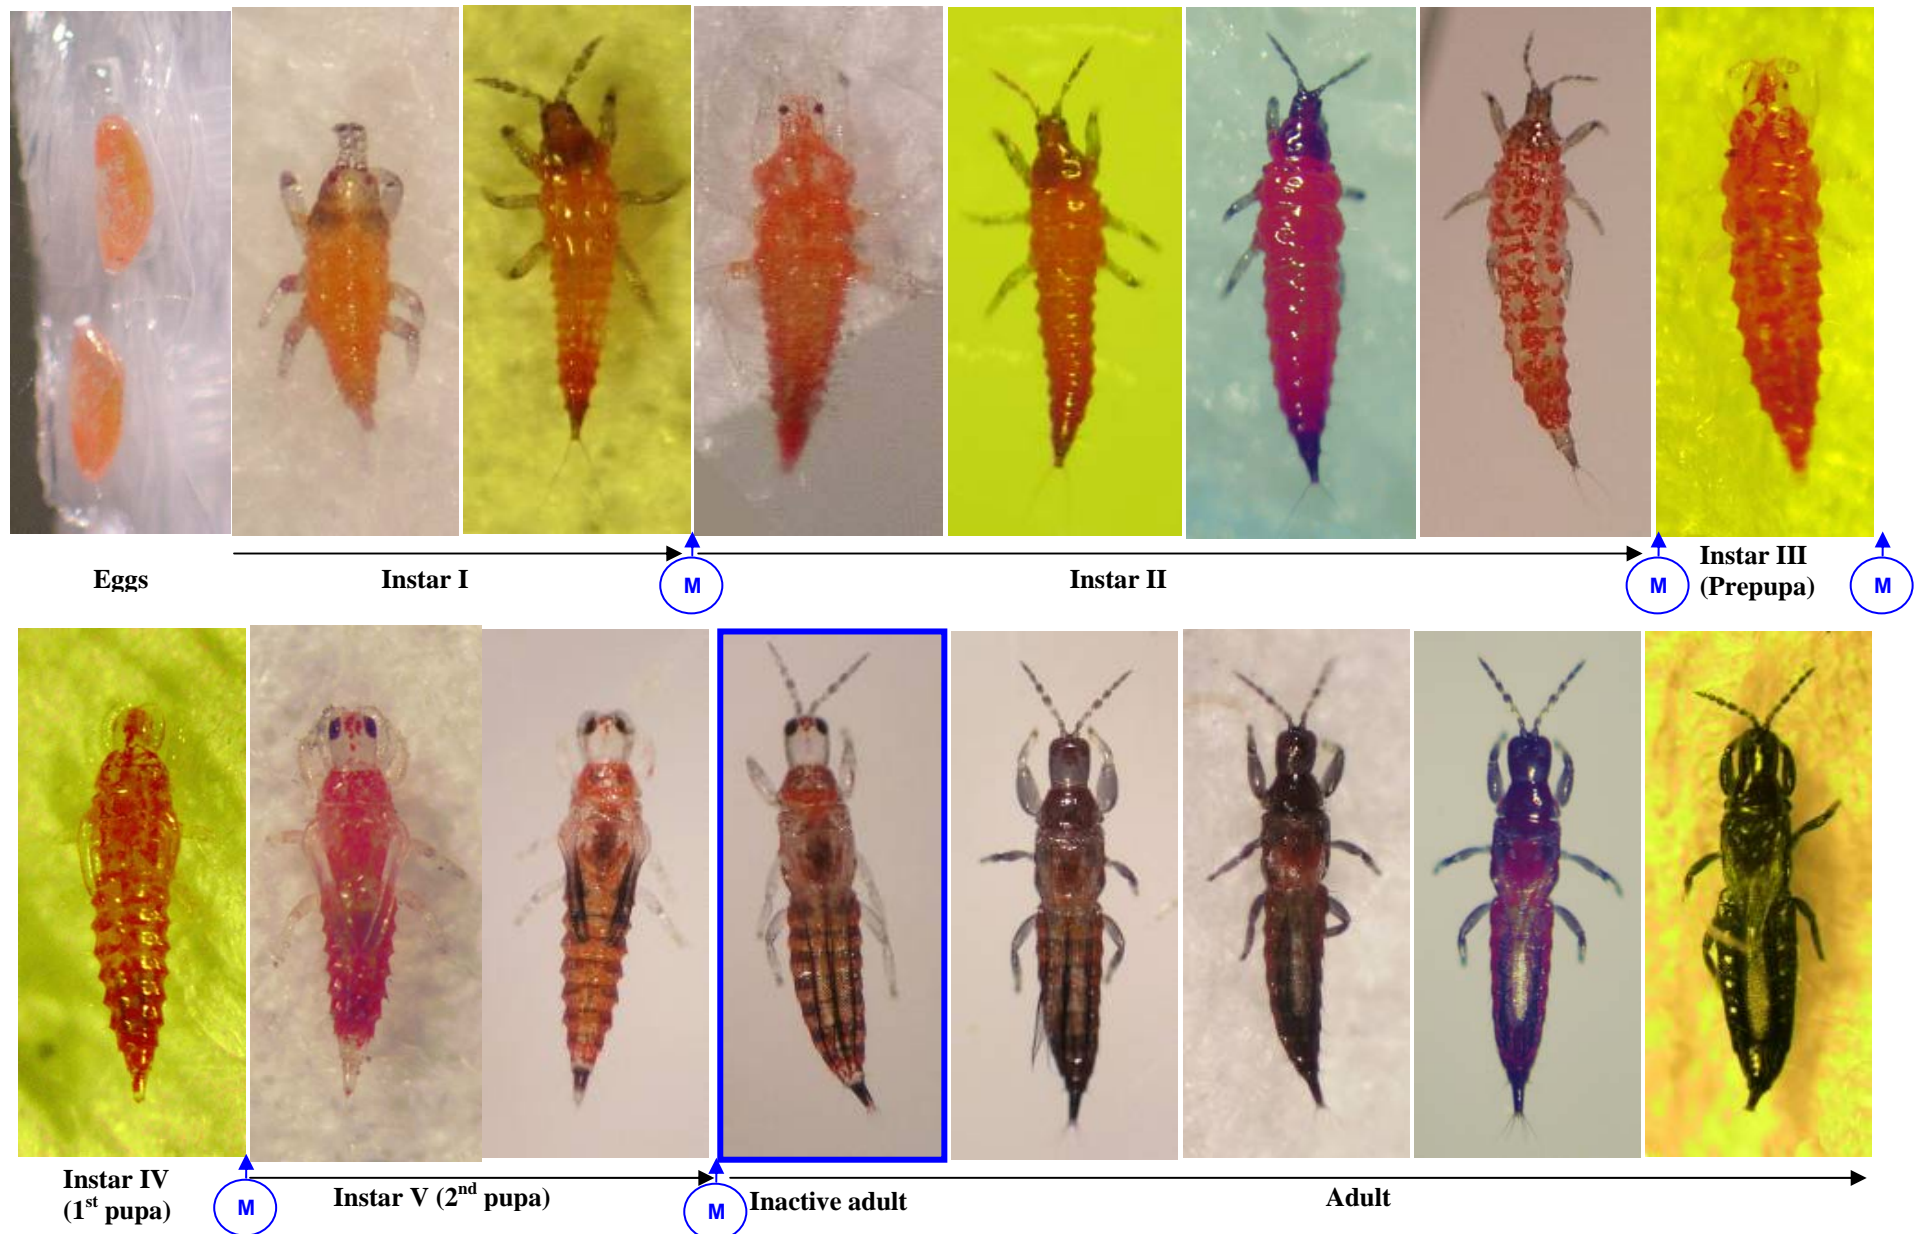 Eggs
Instar I
M
Instar II
M
Instar III
(Prepupa)
M
Instar IV
(1st pupa)
M
Instar V (2nd pupa)
M
Inactive adult
Adult